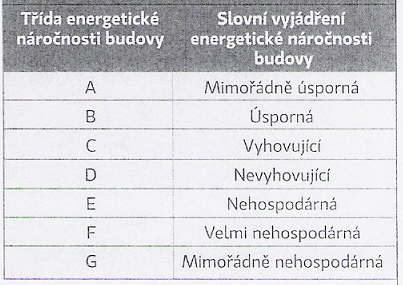 Třída energetické náročnosti budovy
Slovní vyjádření energetické náročnosti budovy
A Mimořádně úsporná
B Úsporná
C Vyhovující
D Nevyhovující
E Nehospodárná
F Velmi nehospodárná
G Mimořádně nehospodárná